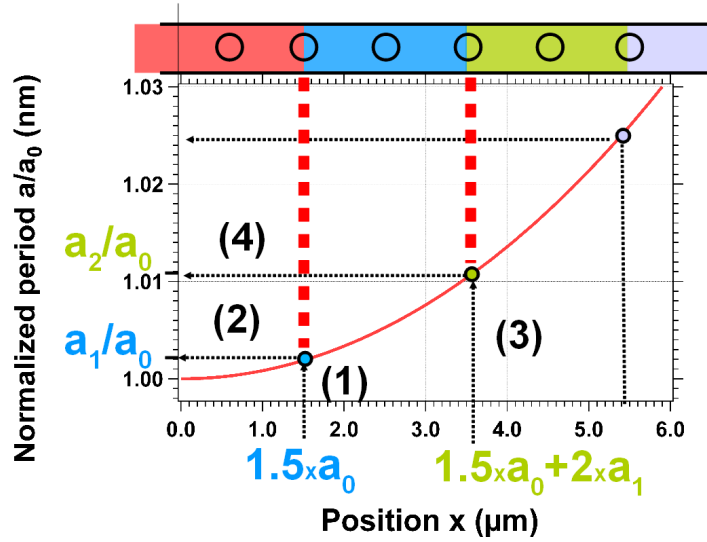 Normalized period a/a₀ (nm)
1.03
1.02
1.01
1.00
a₂/a₀
a₁/a₀
(4)
(2)
(3)
(1)
0.0 1.0 2.0 3.0 4.0 5.0 6.0
1.5xa₀
1.5xa₀+2xa₁
Position x (µm)